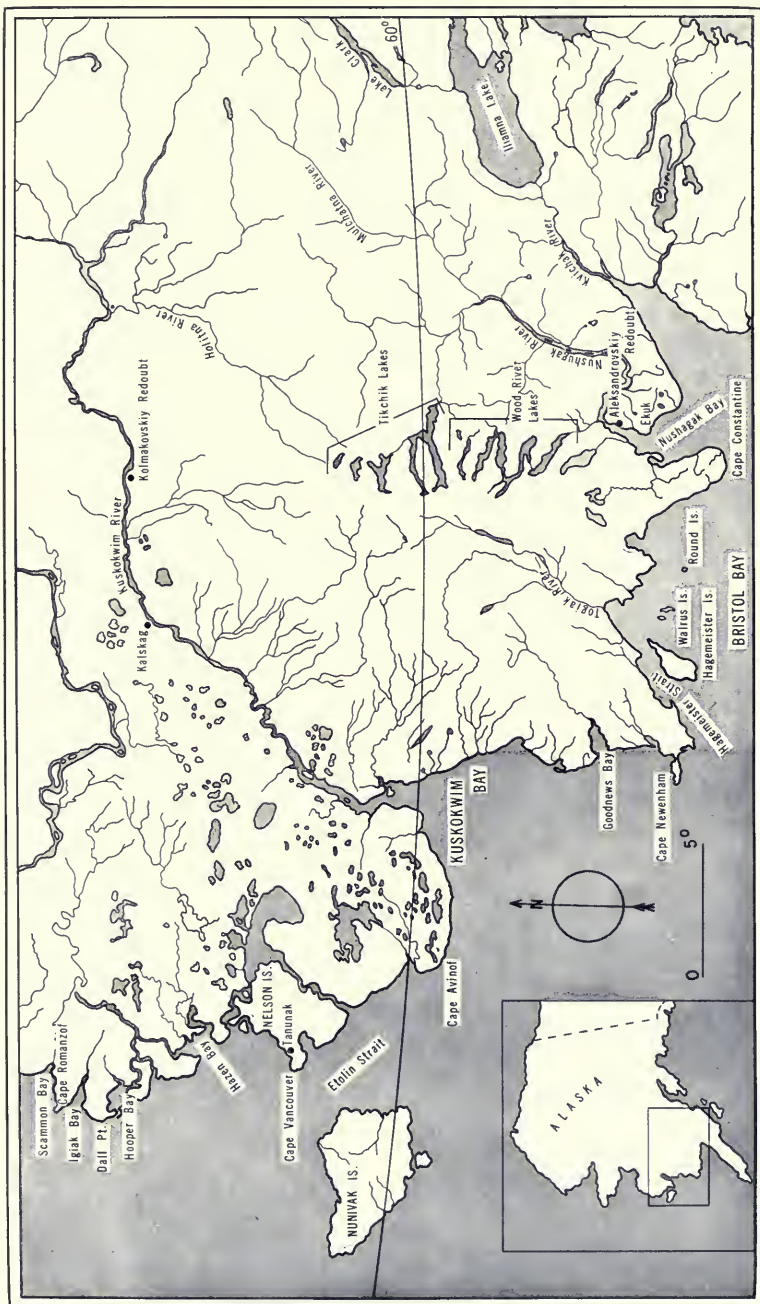 Scammon Bay
Cape Romanzof
Igiak Bay
Dall Pt.
Hooper Bay
Hazen Bay
NELSON IS.
Tanunak
Cape Vancouver
Etolin Strait
NUNIVAK IS.
Cape Avinof
KUSKOKWIM
BAY
Kuskokwim River
Kalskag
Kolmakovskiy Redoubt
Holitna River
Mulchatna River
Lake Clark
60°
Iliamna Lake
Kvichak River
Tikchik Lakes
Wood River
Lakes
Nushugak
River
Aleksandrovskiy
Redoubt
Ekuk
Nushagak Bay
Cape Constantine
Togiak River
Round Is.
Walrus Is.
Hagemeister Is.
BRISTOL BAY
Hagemeister Strait
Goodnews Bay
Cape Newenham
N
0
5°
ALASKA